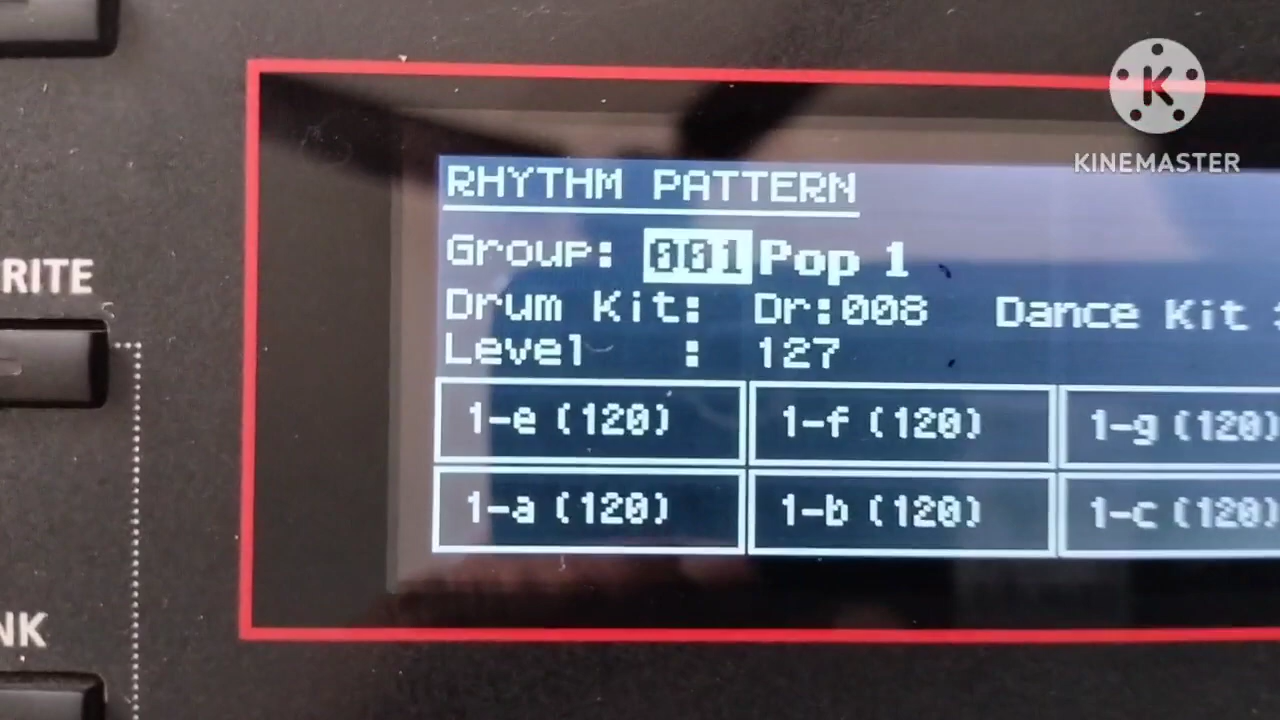 K
KINEMASTER
RHYTHM PATTERN
Group: 001 Pop 1
RITE
Drum Kit: Dr:008 Dance Kit
Level : 127
1-e (120) 1-f (120) 1-g (120)
1-a (120) 1-b (120) 1-c (120)
NK